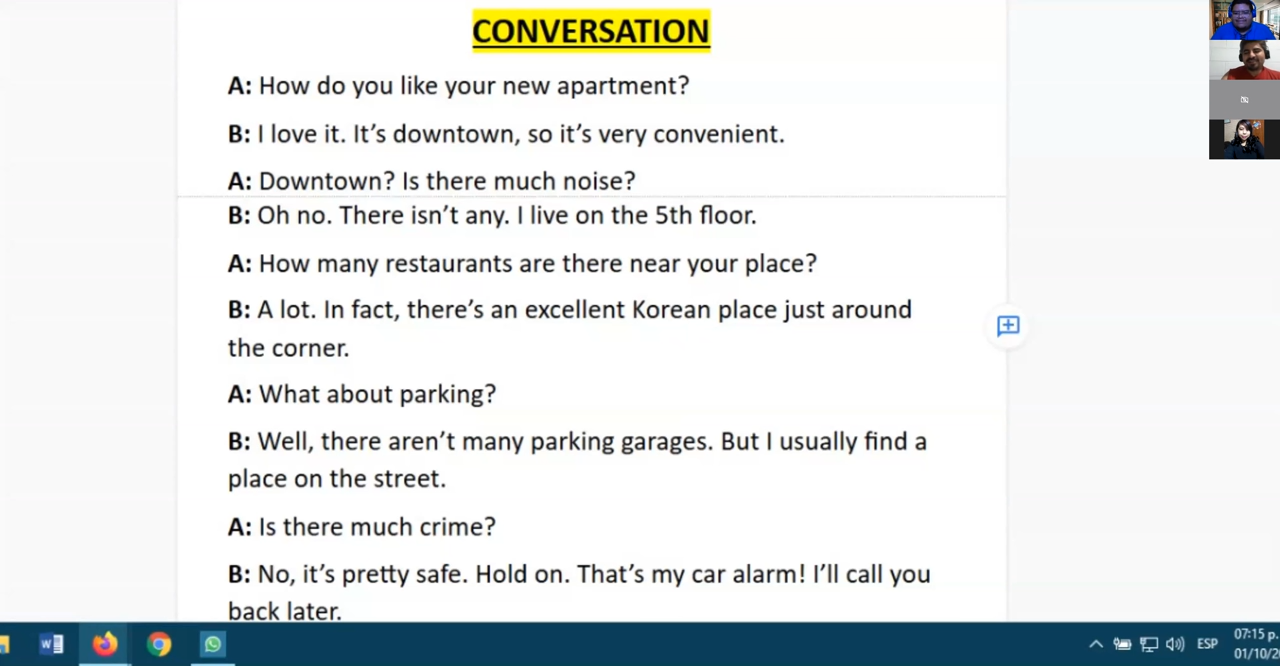 CONVERSATION
A: How do you like your new apartment?
B: I love it. It's downtown, so it's very convenient.
A: Downtown? Is there much noise?
B: Oh no. There isn't any. I live on the 5th floor.
A: How many restaurants are there near your place?
B: A lot. In fact, there's an excellent Korean place just around
the corner.
A: What about parking?
B: Well, there aren't many parking garages. But I usually find a
place on the street.
A: Is there much crime?
B: No, it's pretty safe. Hold on. That's my car alarm! I'll call you
back later.
ESP
07:15 p.
01/10/2